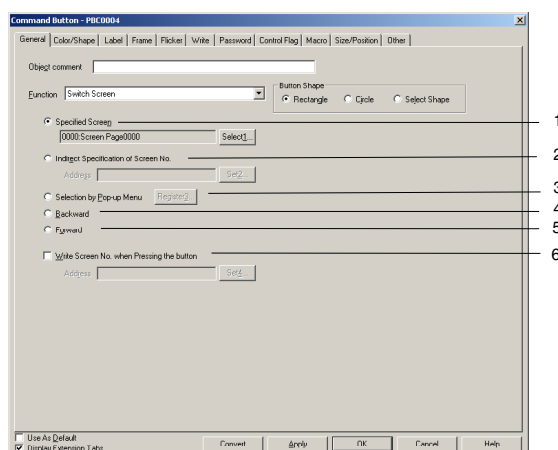 Command Button - PBC0004
General Color/Shape Label Frame Flicker Write Password Control Flag Macro Size/Position Other
Object comment
Function Switch Screen
Button Shape
Rectangle Circle Select Shape
Specified Screen 1
0000:Screen Page0000 Select1...
Indirect Specification of Screen No. 2
Address Set2...
Selection by Pop-up Menu Register3... 3
Backward 4
Forward 5
Write Screen No. when Pressing the button 6
Address Set4...
Use As Default
Display Extension Tabs
Convert Apply OK Cancel Help